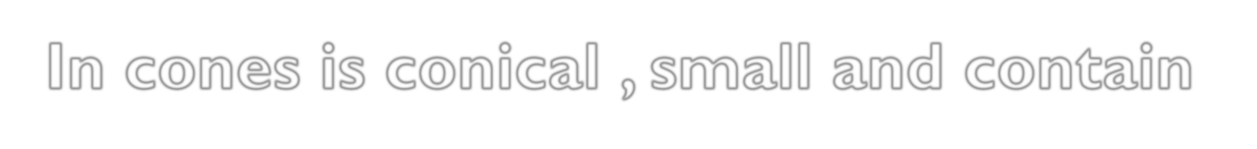 In cones is conical , small and contain